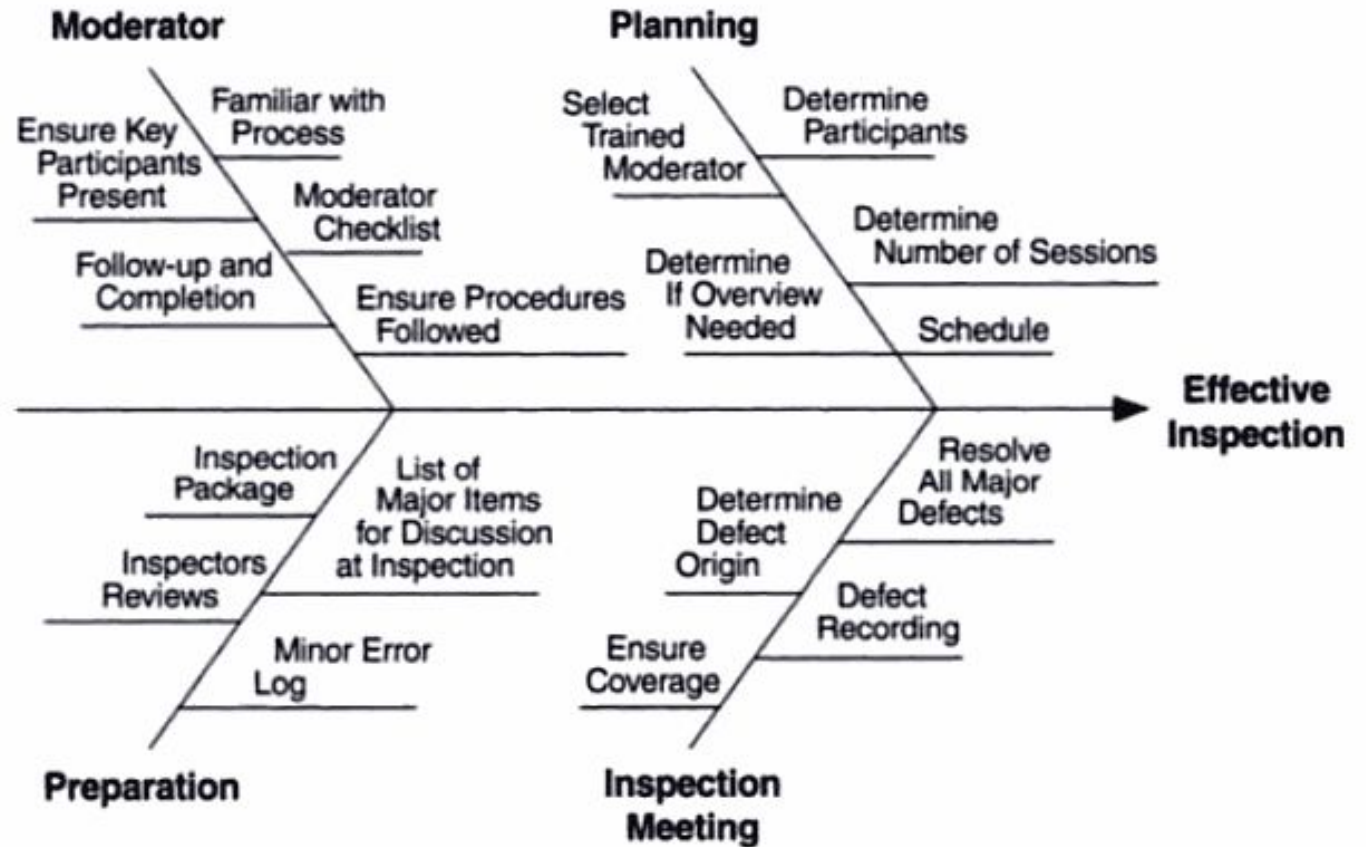 Moderator
Planning
Familiar with
Process
Ensure Key
Participants
Present
Moderator
Checklist
Follow-up and
Completion
Ensure Procedures
Followed
Select
Trained
Moderator
Determine
Participants
Determine
Number of Sessions
Determine
If Overview
Needed
Schedule
Effective
Inspection
Inspection
Package
List of
Major Items
for Discussion
at Inspection
Inspectors
Reviews
Minor Error
Log
Resolve
All Major
Defects
Determine
Defect
Origin
Defect
Recording
Ensure
Coverage
Preparation
Inspection
Meeting